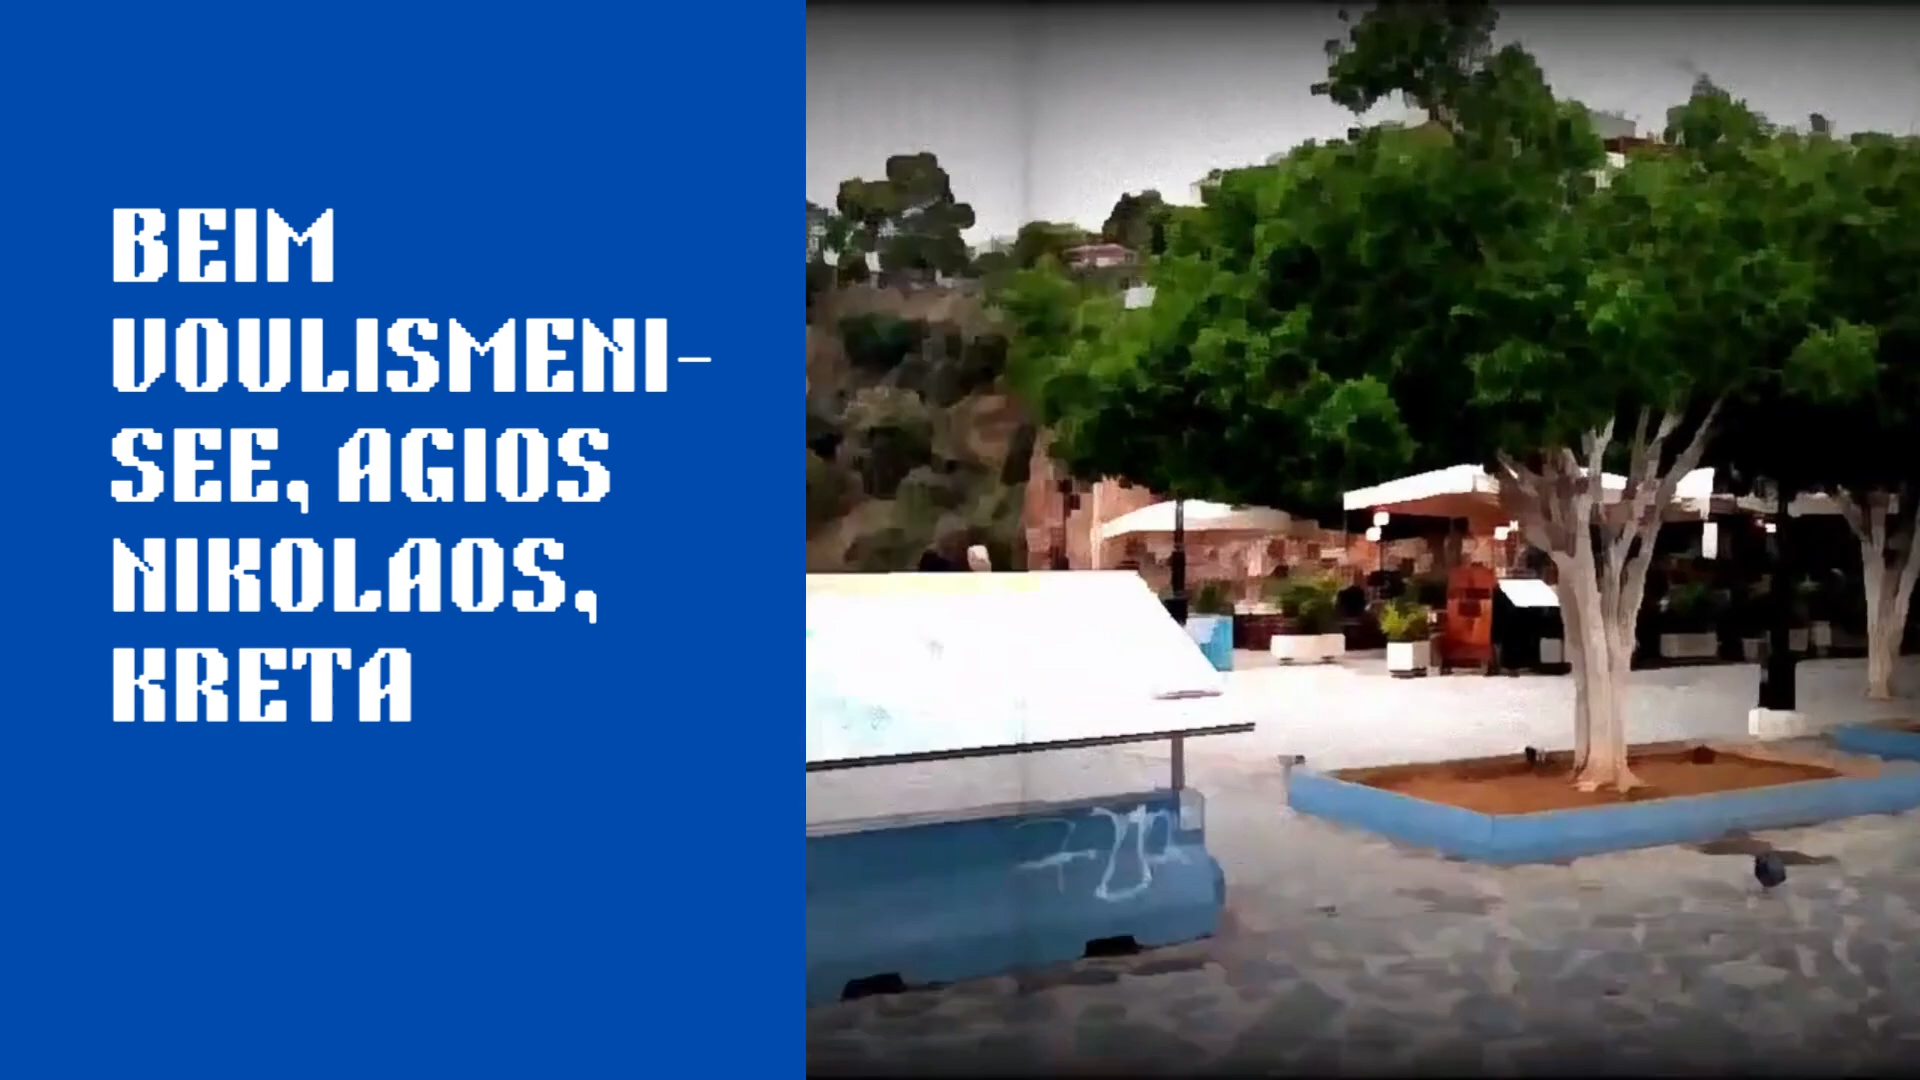 BEIM
VOULISMENI-
SEE, AGIOS
NIKOLAOS,
KRETA